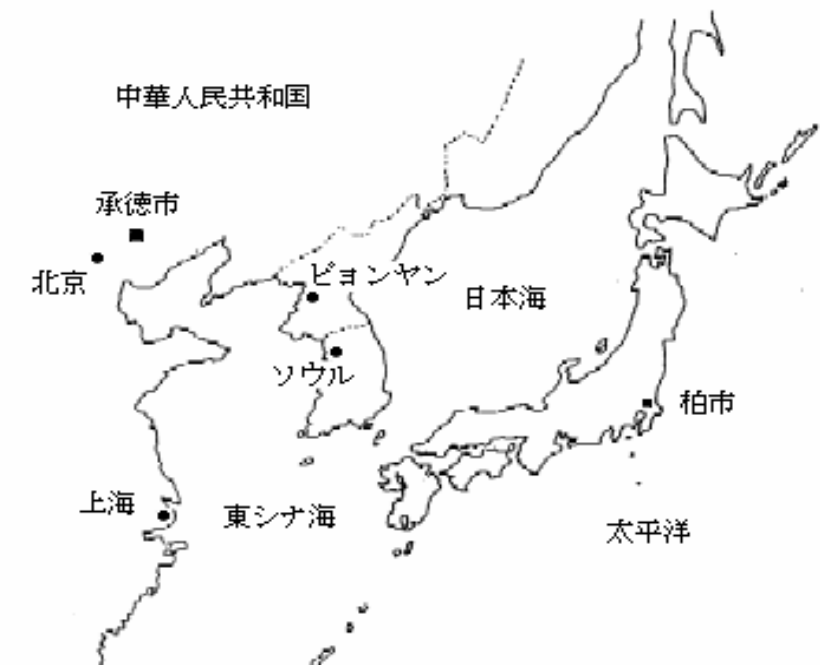 中華人民共和国
承徳市
北京
ピョンヤン
日本海
ソウル
柏市
上海
東シナ海
太平洋